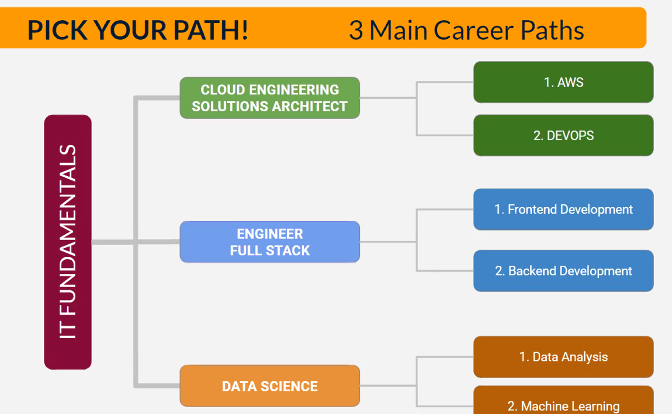 PICK YOUR PATH!
3 Main Career Paths
IT FUNDAMENTALS
CLOUD ENGINEERING
SOLUTIONS ARCHITECT
1. AWS
2. DEVOPS
ENGINEER
FULL STACK
1. Frontend Development
2. Backend Development
DATA SCIENCE
1. Data Analysis
2. Machine Learning